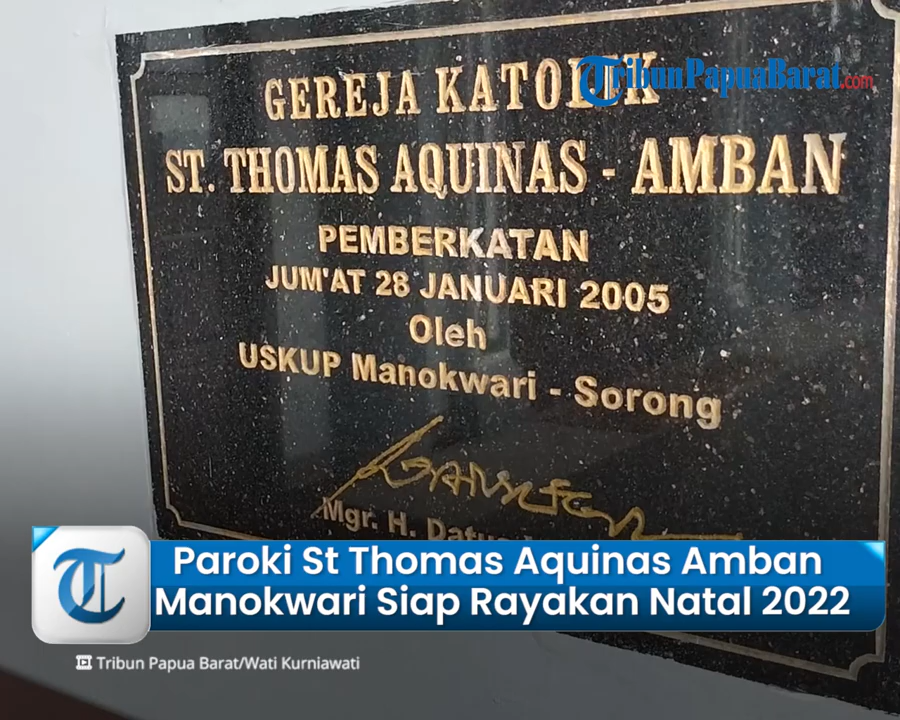 GEREJA KATOLIK
TribunPapuaBarat.com
ST. THOMAS AQUINAS - AMBAN
PEMBERKATAN
JUM'AT 28 JANUARI 2005
Oleh
USKUP Manokwari - Sorong
Mgr. H.
Paroki St Thomas Aquinas Amban
Manokwari Siap Rayakan Natal 2022
Tribun Papua Barat/Wati Kurniawati